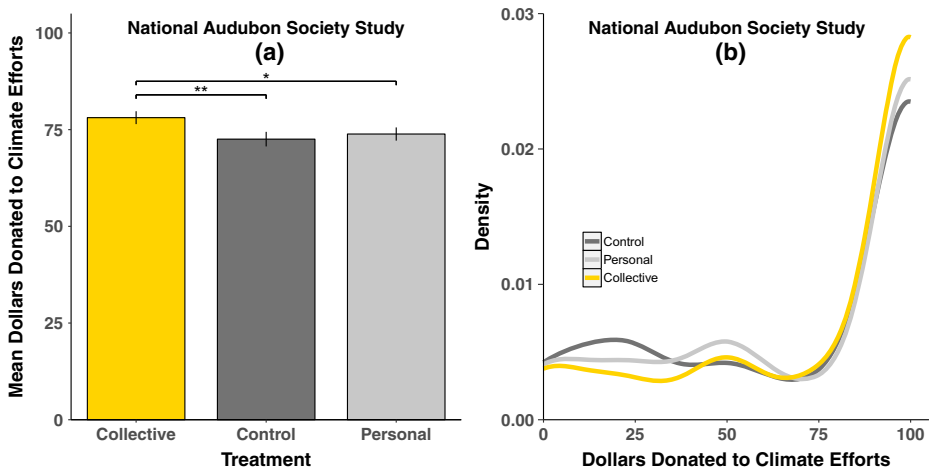 National Audubon Society Study
(a)
Mean Dollars Donated to Climate Efforts
100
75
50
25
0
*
**
Collective
Control
Personal
Treatment
National Audubon Society Study
(b)
Density
0.03
0.02
0.01
0.00
Control
Personal
Collective
0
25
50
75
100
Dollars Donated to Climate Efforts